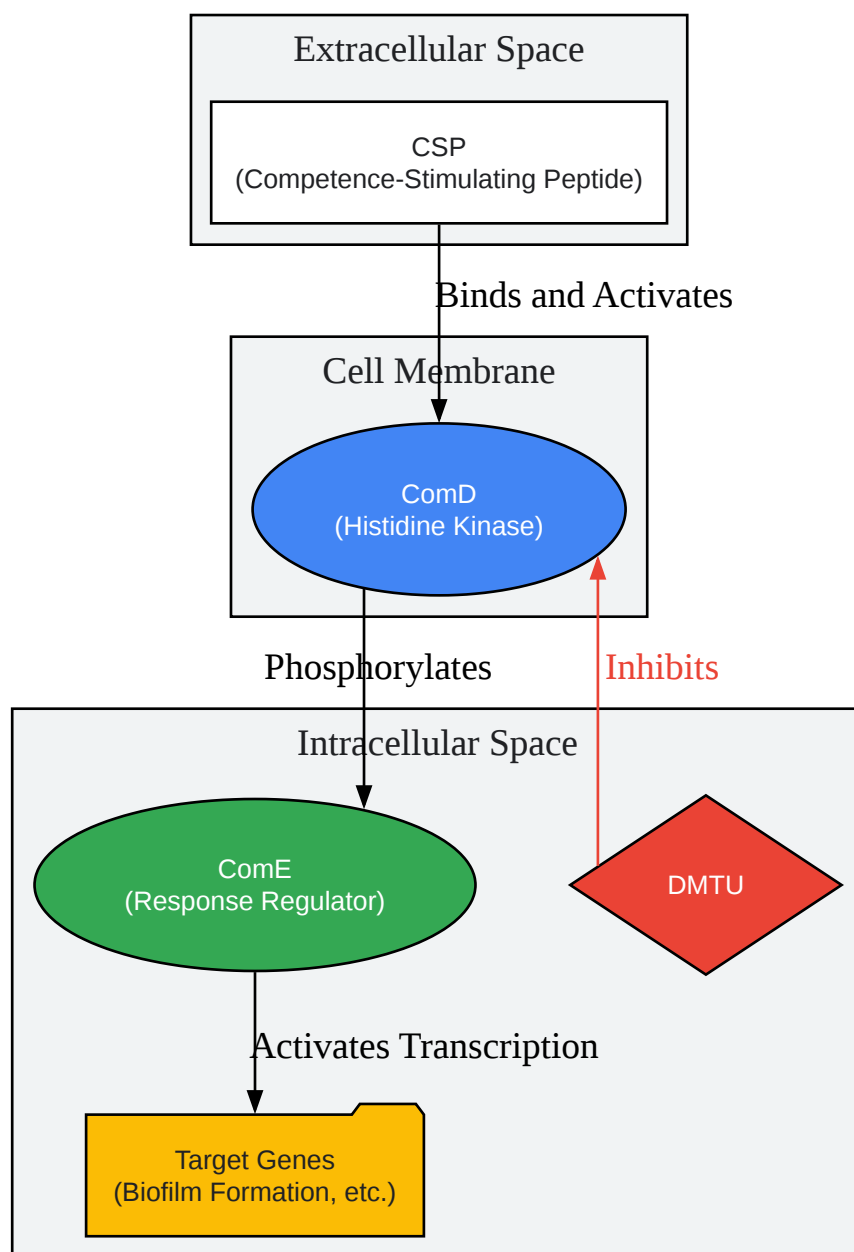 Extracellular Space
CSP
(Competence-Stimulating Peptide)
Binds and Activates
Cell Membrane
ComD
(Histidine Kinase)
Phosphorylates
Inhibits
Intracellular Space
ComE
(Response Regulator)
DMTU
Activates Transcription
Target Genes
(Biofilm Formation, etc.)